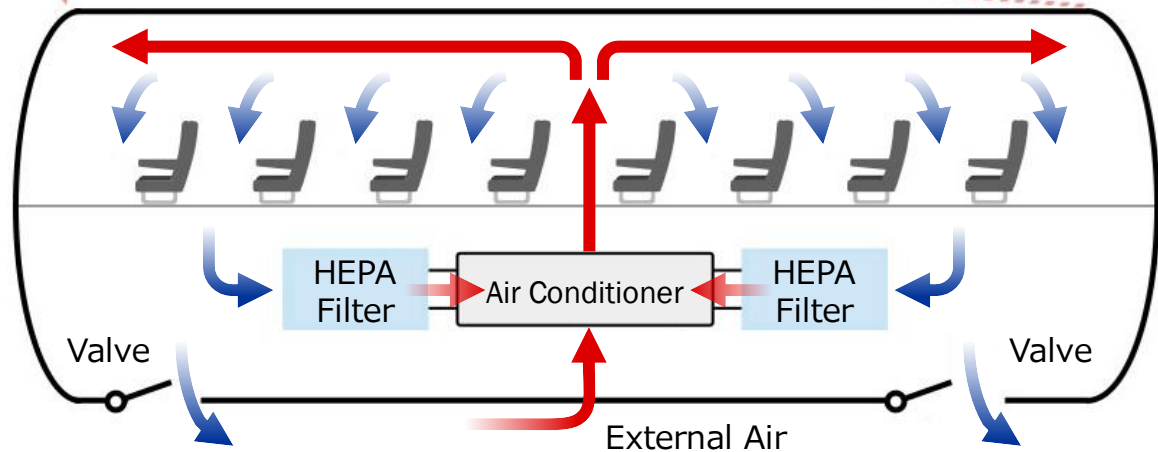 HEPA
Filter
Air Conditioner
HEPA
Filter
Valve
Valve
External Air